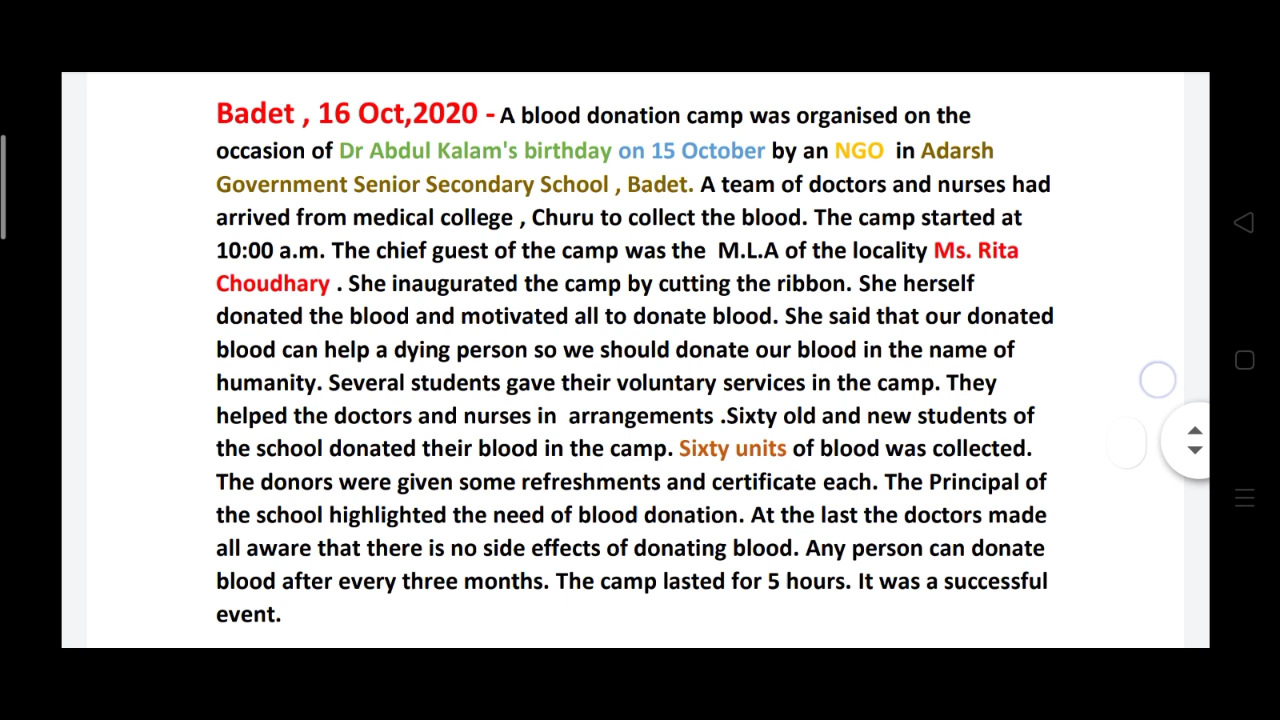 Badet , 16 Oct,2020 - A blood donation camp was organised on the
occasion of Dr Abdul Kalam's birthday on 15 October by an NGO in Adarsh
Government Senior Secondary School , Badet. A team of doctors and nurses had
arrived from medical college , Churu to collect the blood. The camp started at
10:00 a.m. The chief guest of the camp was the M.L.A of the locality Ms. Rita
Choudhary . She inaugurated the camp by cutting the ribbon. She herself
donated the blood and motivated all to donate blood. She said that our donated
blood can help a dying person so we should donate our blood in the name of
humanity. Several students gave their voluntary services in the camp. They
helped the doctors and nurses in arrangements .Sixty old and new students of
the school donated their blood in the camp. Sixty units of blood was collected.
The donors were given some refreshments and certificate each. The Principal of
the school highlighted the need of blood donation. At the last the doctors made
all aware that there is no side effects of donating blood. Any person can donate
blood after every three months. The camp lasted for 5 hours. It was a successful
event.